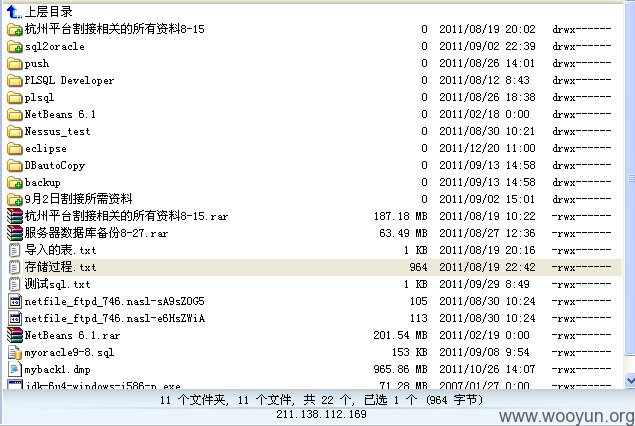 上层目录
杭州平台割接相关的所有资料8-15 0 2011/08/19 20:02 drwx------
sql2oracle 0 2011/09/02 22:39 drwx------
push 0 2011/08/26 14:01 drwx------
PLSQL Developer 0 2011/08/12 8:43 drwx------
plsql 0 2011/08/26 18:38 drwx------
NetBeans 6.1 0 2011/02/18 0:00 drwx------
Nessus_test 0 2011/08/30 10:21 drwx------
eclipse 0 2011/12/20 11:00 drwx------
DBautoCopy 0 2011/09/13 14:58 drwx------
backup 0 2011/09/13 14:58 drwx------
9月2日割接所需资料 0 2011/09/02 15:01 drwx------
杭州平台割接相关的所有资料8-15.rar 187.18 MB 2011/08/19 10:22 -rwx------
服务器数据库备份8-27.rar 63.49 MB 2011/08/27 12:36 -rwx------
导入的表.txt 1 KB 2011/08/19 20:16 -rwx------
存储过程.txt 964 2011/08/19 22:42 -rwx------
测试sql.txt 1 KB 2011/09/29 8:49 -rwx------
netfile_ftpd_746.nasl-sA9sZOG5 105 2011/08/30 10:24 -rwx------
netfile_ftpd_746.nasl-e6HsZWiA 113 2011/08/30 10:24 -rwx------
NetBeans 6.1.rar 201.54 MB 2011/02/19 0:00 -rwx------
myoracle9-8.sql 153 KB 2011/09/08 9:54 -rwx------
myback1.dmp 965.86 MB 2011/10/26 14:07 -rwx------
jdk-6u4-windows-i586-p.exe 71.28 MB 2007/01/27 0:00 -rwx------
11 个文件夹, 11 个文件, 共 22 个, 已选 1 个 (964 字节)
211.138.112.169
www.wooyun.org